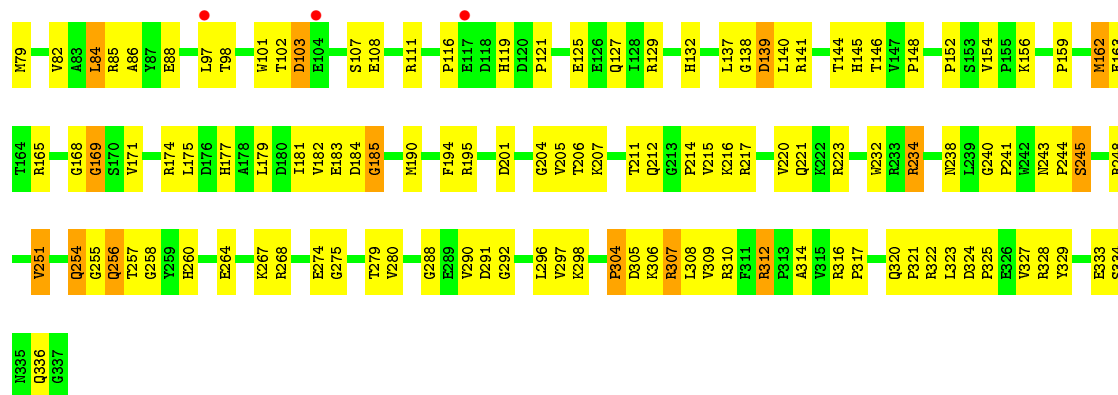 M79 V82 A83 L84 R85 A86 Y87 E88 L97 T98 W101 T102 D103 E104 S107 E108 R111 P116 E117 D118 H119 D120 P121 E125 E126 Q127 I128 R129 H132 L137 G138 D139 L140 R141 T144 H145 T146 V147 P148 P152 S153 V154 P155 K156 P159 M162
T164 R165 G168 G169 S170 V171 R174 L175 D176 H177 A178 L179 D180 I181 V182 E183 D184 G185 M190 F194 R195 D201 G204 V205 T206 K207 T211 Q212 G213 P214 V215 K216 R217 V220 Q221 K222 R223 W232 R233 R234 N238 L239 G240 P241 W242 N243 P244 S245
V251 Q254 G255 Q256 T257 G258 Y259 H260 E264 K267 R268 E274 G275 T279 V280 G288 E289 V290 D291 G292 L296 V297 K298 P304 D305 K306 R307 L308 V309 R310 F311 R312 P313 A314 V315 R316 P317 Q320 P321 R322 L323 D324 P325 E326 V327 R328 Y329 E333
N335 Q336 G337